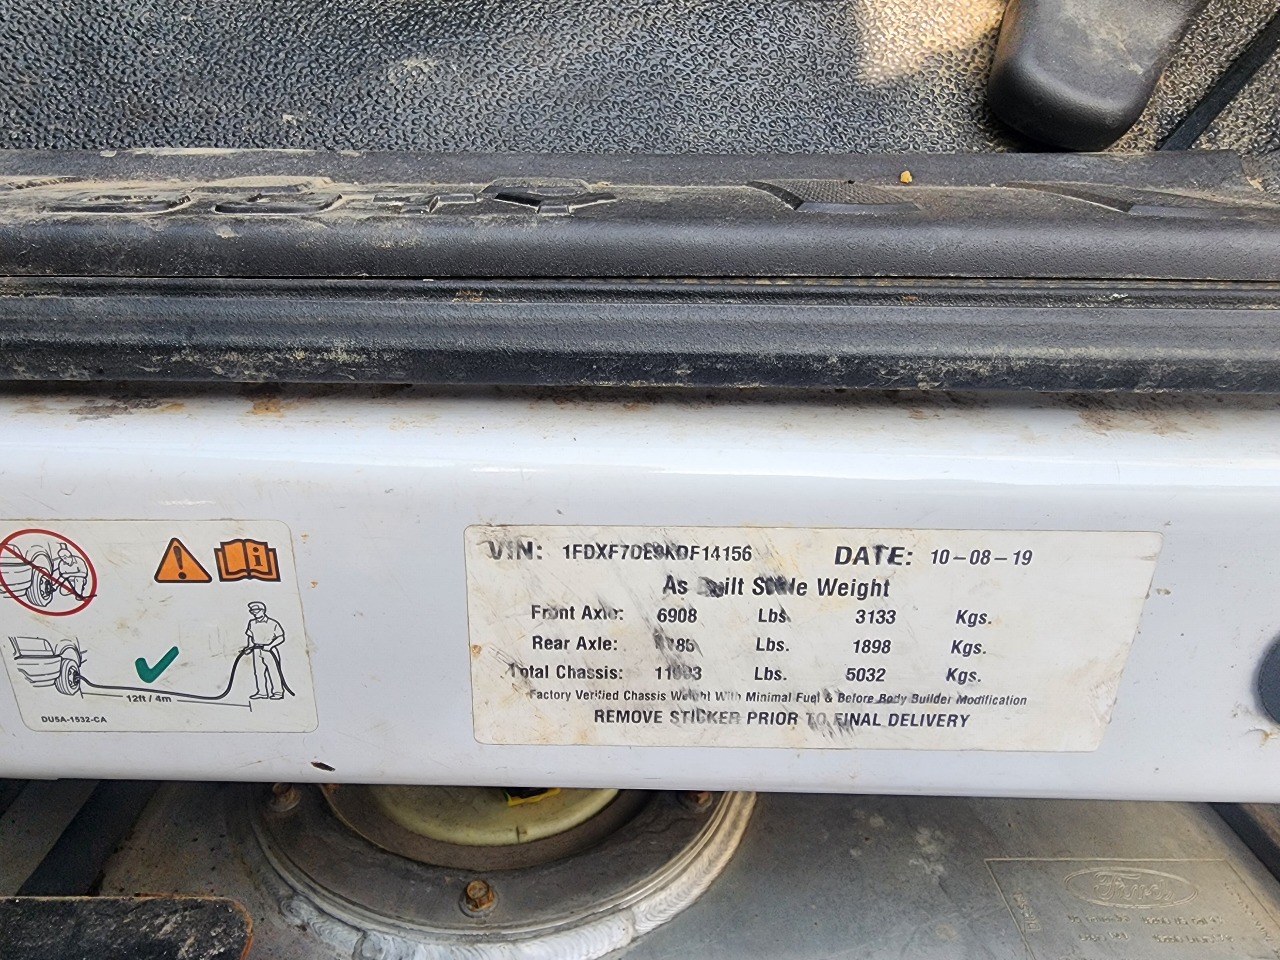 VIN: 1FDXF7DE9KDF14156 DATE: 10-08-19
As Built Scale Weight
Front Axle: 6908 Lbs. 3133 Kgs.
Rear Axle: Lbs. 1898 Kgs.
Total Chassis: Lbs. 5032 Kgs.
Factory Verified Chassis Weight With Minimal Fuel & Before Body Builder Modification
REMOVE STICKER PRIOR TO FINAL DELIVERY
12ft / 4m
DU5A-1532-CA
Ford